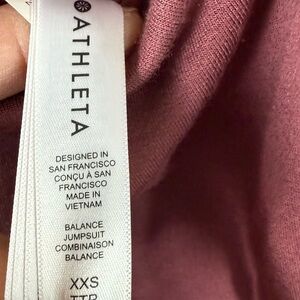 ATHLETA
DESIGNED IN
SAN FRANCISCO
CONÇU À SAN
FRANCISCO
MADE IN
VIETNAM
BALANCE
JUMPSUIT
COMBINAISON
BALANCE
XXS